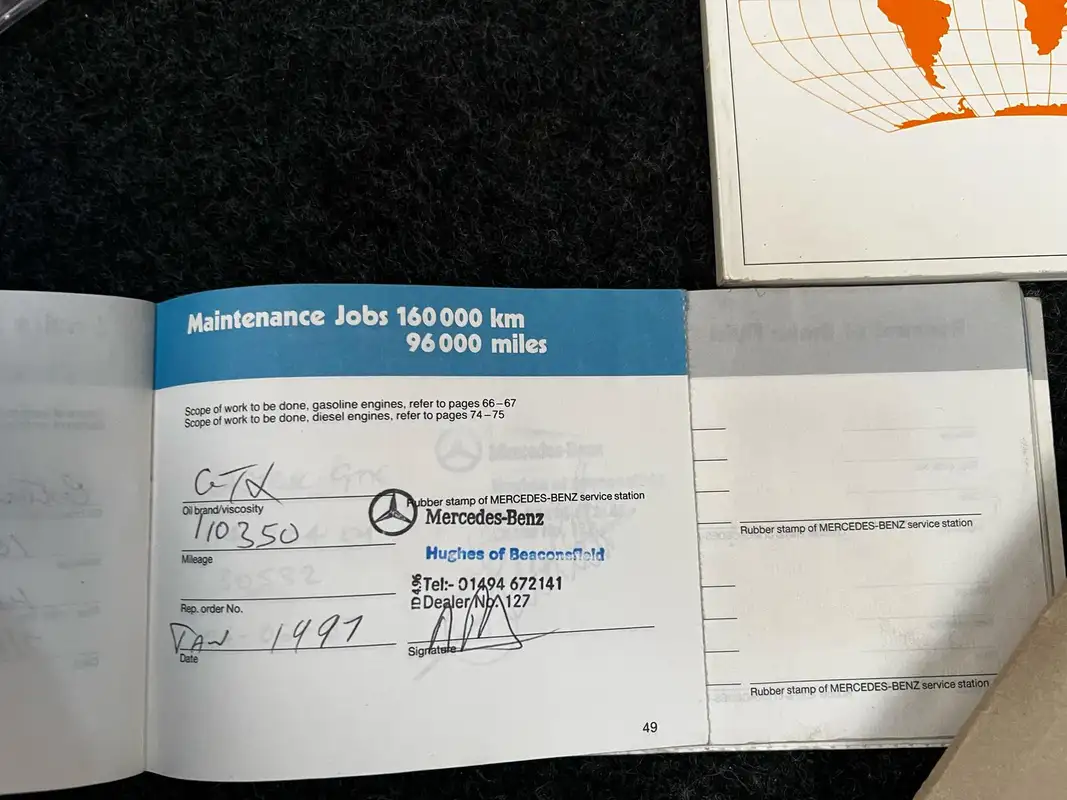 Maintenance Jobs 160 000 km
96 000 miles
Scope of work to be done, gasoline engines, refer to pages 66–67
Scope of work to be done, diesel engines, refer to pages 74–75
GTX
Oil brand/viscosity
110350
Mileage
Rep. order No.
JAN 1997
Date
Rubber stamp of MERCEDES-BENZ service station
Mercedes-Benz
Hughes of Beaconsfield
Tel:- 01494 672141
Dealer No. 127
ID 4.96
Signature
49
Rubber stamp of MERCEDES-BENZ service station
Rubber stamp of MERCEDES-BENZ service station